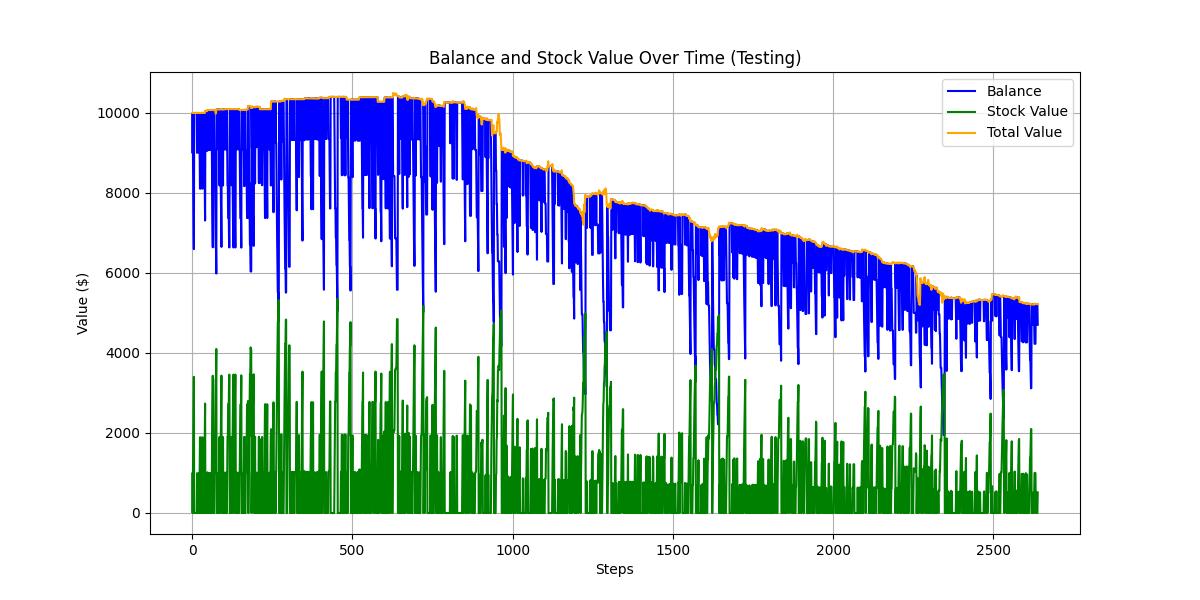 Balance and Stock Value Over Time (Testing)
Balance
Stock Value
Total Value
Value ($)
10000
8000
6000
4000
2000
0
0 500 1000 1500 2000 2500
Steps